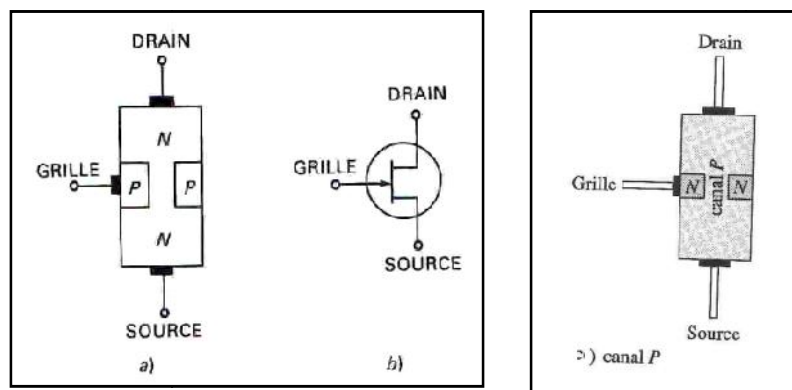 DRAIN
N
GRILLE
P
P
N
SOURCE
a)
DRAIN
GRILLE
SOURCE
b)
Drain
Grille
N
canal P
N
Source
) canal P